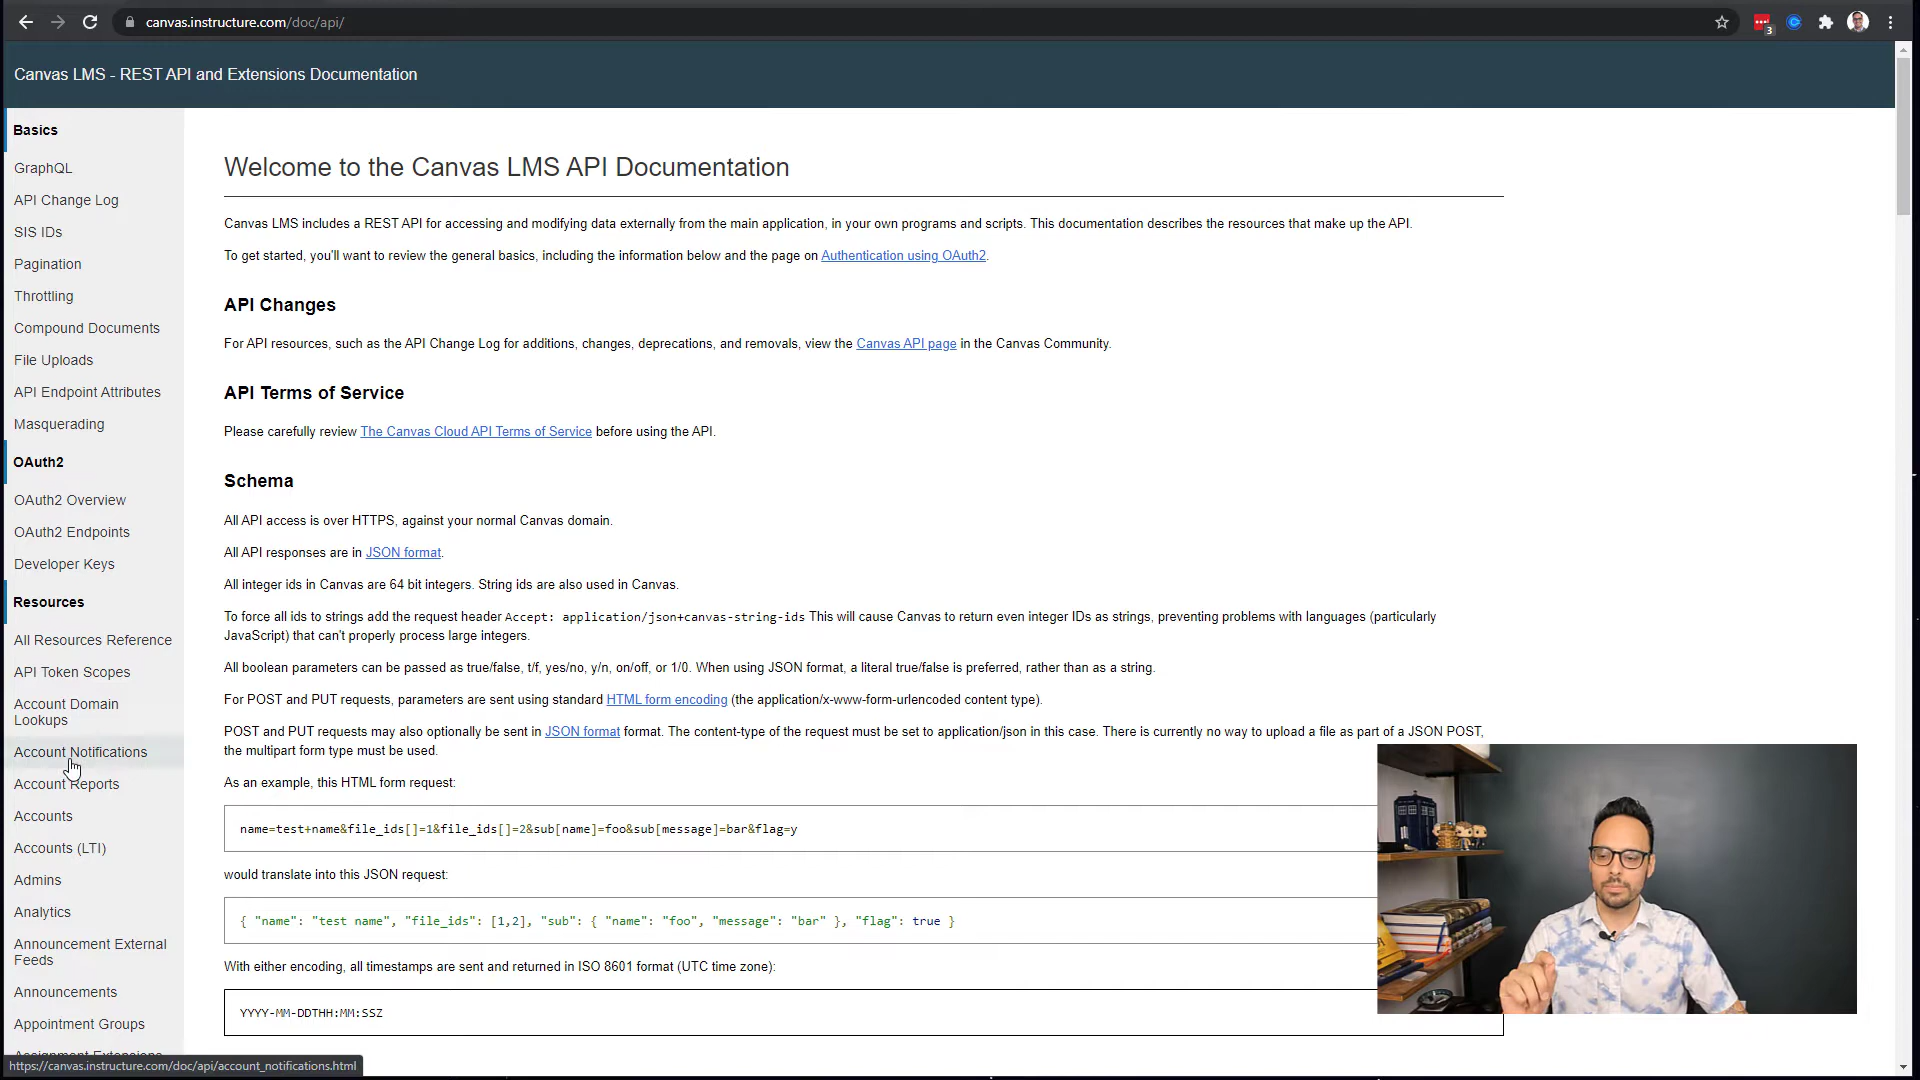 canvas.instructure.com/doc/api/
3
Canvas LMS - REST API and Extensions Documentation
Basics
GraphQL
API Change Log
SIS IDs
Pagination
Throttling
Compound Documents
File Uploads
API Endpoint Attributes
Masquerading
OAuth2
OAuth2 Overview
OAuth2 Endpoints
Developer Keys
Resources
All Resources Reference
API Token Scopes
Account Domain
Lookups
Account Notifications
Account Reports
Accounts
Accounts (LTI)
Admins
Analytics
Announcement External
Feeds
Announcements
Appointment Groups
Assignment Extensions
https://canvas.instructure.com/doc/api/account_notifications.html
Welcome to the Canvas LMS API Documentation
Canvas LMS includes a REST API for accessing and modifying data externally from the main application, in your own programs and scripts. This documentation describes the resources that make up the API.
To get started, you'll want to review the general basics, including the information below and the page on Authentication using OAuth2.
API Changes
For API resources, such as the API Change Log for additions, changes, deprecations, and removals, view the Canvas API page in the Canvas Community.
API Terms of Service
Please carefully review The Canvas Cloud API Terms of Service before using the API.
Schema
All API access is over HTTPS, against your normal Canvas domain.
All API responses are in JSON format.
All integer ids in Canvas are 64 bit integers. String ids are also used in Canvas.
To force all ids to strings add the request header Accept: application/json+canvas-string-ids This will cause Canvas to return even integer IDs as strings, preventing problems with languages (particularly
JavaScript) that can't properly process large integers.
All boolean parameters can be passed as true/false, t/f, yes/no, y/n, on/off, or 1/0. When using JSON format, a literal true/false is preferred, rather than as a string.
For POST and PUT requests, parameters are sent using standard HTML form encoding (the application/x-www-form-urlencoded content type).
POST and PUT requests may also optionally be sent in JSON format format. The content-type of the request must be set to application/json in this case. There is currently no way to upload a file as part of a JSON POST,
the multipart form type must be used.
As an example, this HTML form request:
name=test+name&file_ids[]=1&file_ids[]=2&sub[name]=foo&sub[message]=bar&flag=y
would translate into this JSON request:
{ "name": "test name", "file_ids": [1,2], "sub": { "name": "foo", "message": "bar" }, "flag": true }
With either encoding, all timestamps are sent and returned in ISO 8601 format (UTC time zone):
YYYY-MM-DDTHH:MM:SSZ